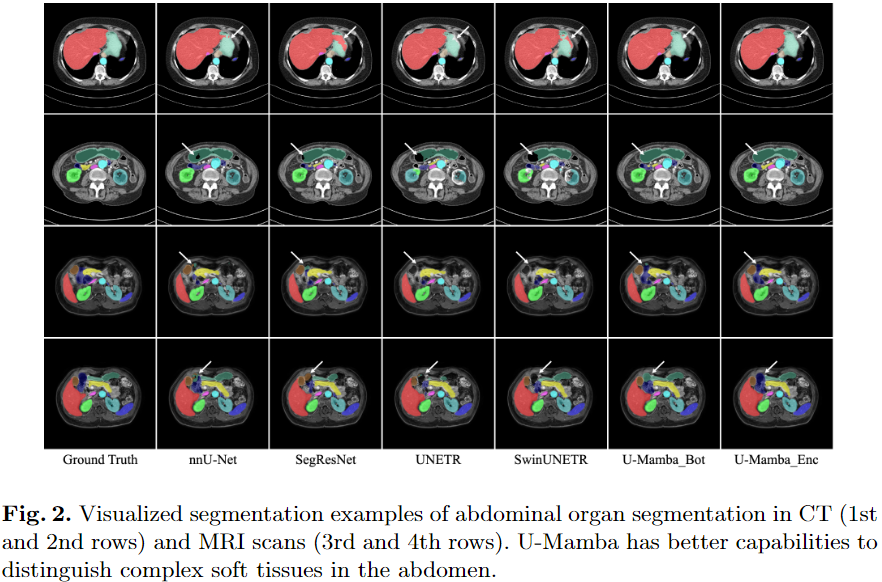 Ground Truth nnU-Net SegResNet UNETR SwinUNETR U-Mamba_Bot U-Mamba_Enc
Fig. 2. Visualized segmentation examples of abdominal organ segmentation in CT (1st
and 2nd rows) and MRI scans (3rd and 4th rows). U-Mamba has better capabilities to
distinguish complex soft tissues in the abdomen.